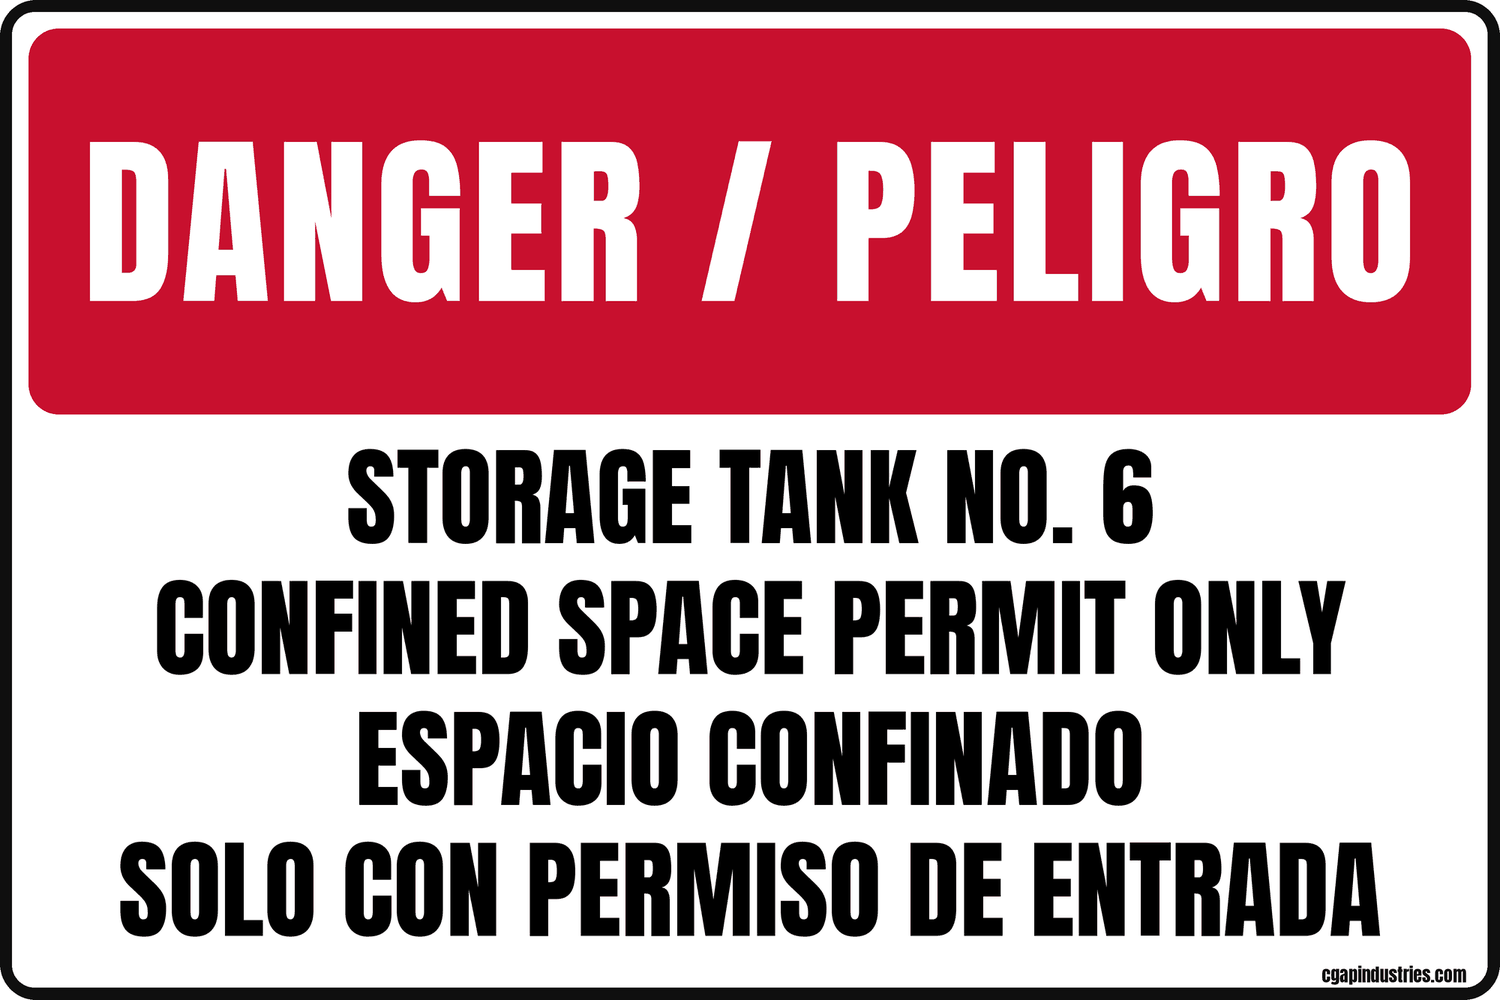 DANGER / PELIGRO
STORAGE TANK NO. 6
CONFINED SPACE PERMIT ONLY
ESPACIO CONFINADO
SOLO CON PERMISO DE ENTRADA
cgapindustries.com